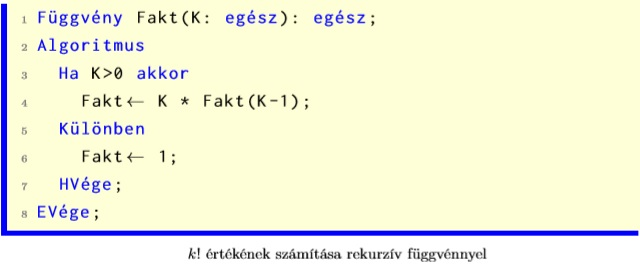 1 Függvény Fakt(K: egész): egész;
2 Algoritmus
3 Ha K>0 akkor
4 Fakt← K * Fakt(K-1);
5 Különben
6 Fakt← 1;
7 HVége;
8 EVége;
k! értékének számítása rekurzív függvénnyel